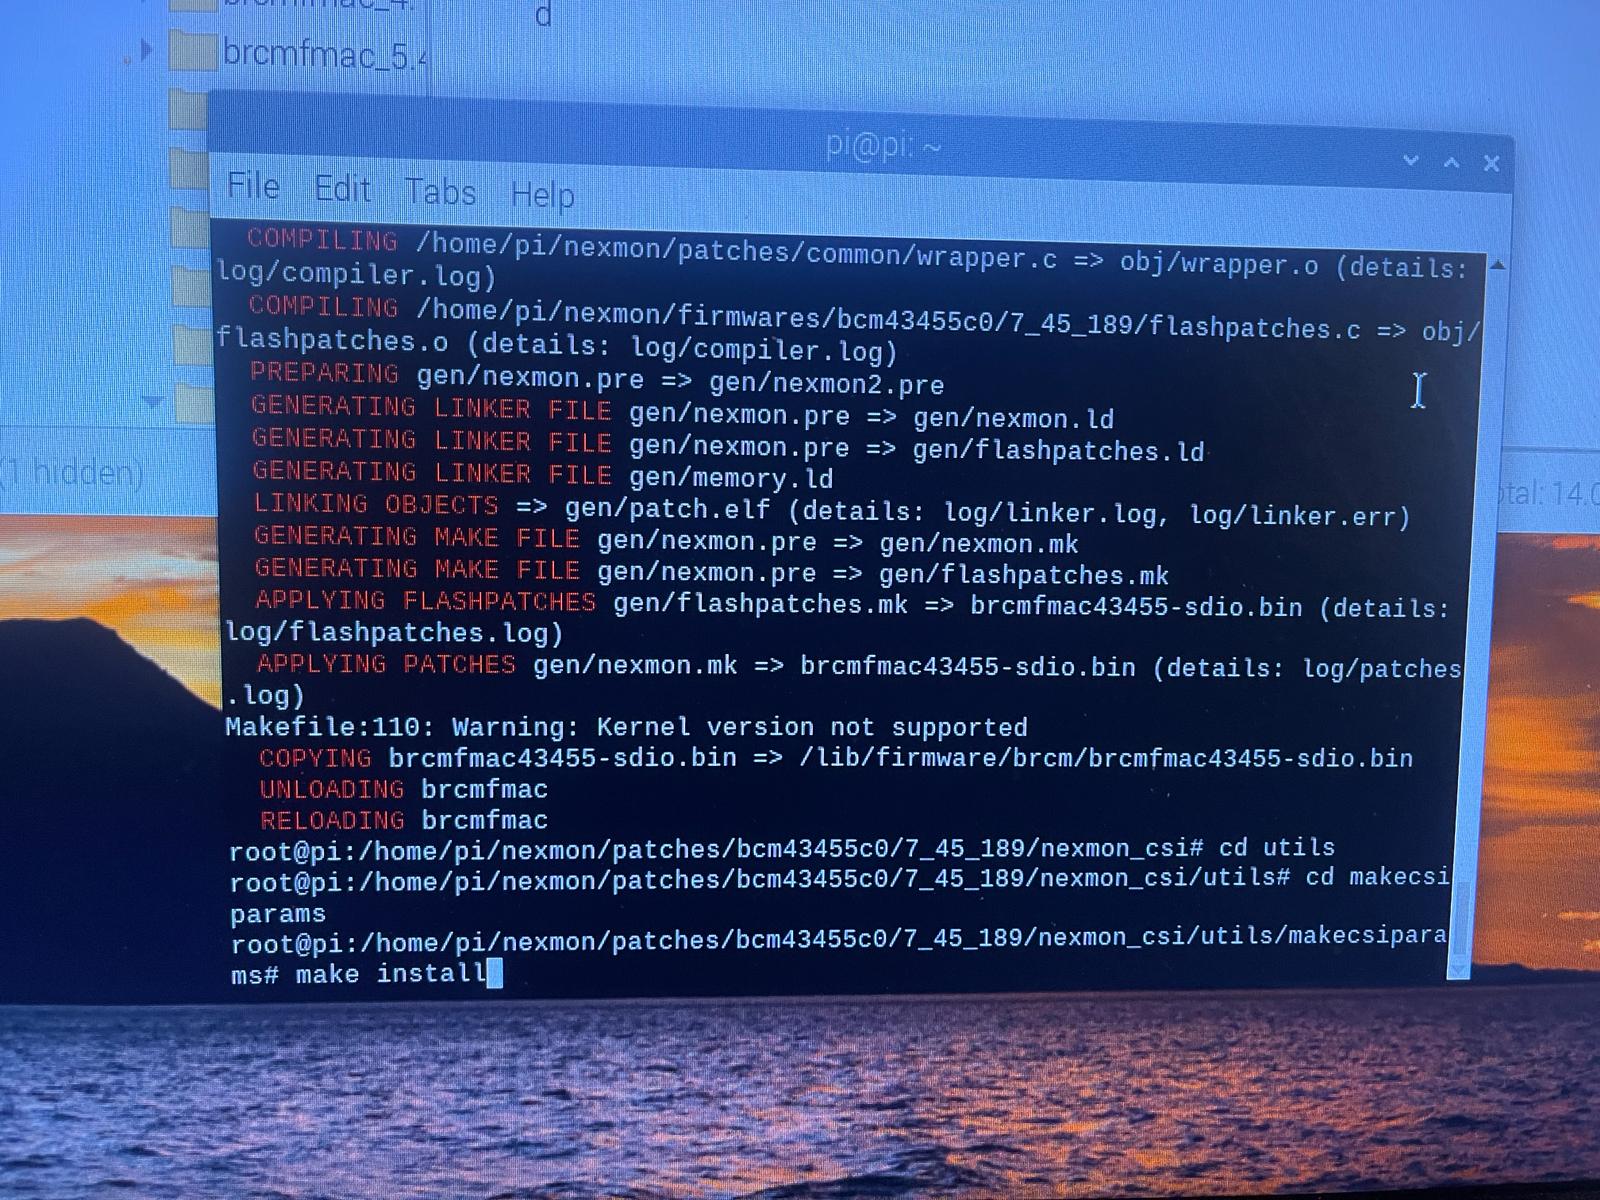 d
brcmfmac_5.4
pi@pi: ~
File Edit Tabs Help
COMPILING /home/pi/nexmon/patches/common/wrapper.c => obj/wrapper.o (details:
log/compiler.log)
COMPILING /home/pi/nexmon/firmwares/bcm43455c0/7_45_189/flashpatches.c => obj/
flashpatches.o (details: log/compiler.log)
PREPARING gen/nexmon.pre => gen/nexmon2.pre
GENERATING LINKER FILE gen/nexmon.pre => gen/nexmon.ld
GENERATING LINKER FILE gen/nexmon.pre => gen/flashpatches.ld
GENERATING LINKER FILE gen/memory.ld
LINKING OBJECTS => gen/patch.elf (details: log/linker.log, log/linker.err)
GENERATING MAKE FILE gen/nexmon.pre => gen/nexmon.mk
GENERATING MAKE FILE gen/nexmon.pre => gen/flashpatches.mk
APPLYING FLASHPATCHES gen/flashpatches.mk => brcmfmac43455-sdio.bin (details:
log/flashpatches.log)
APPLYING PATCHES gen/nexmon.mk => brcmfmac43455-sdio.bin (details: log/patches
.log)
Makefile:110: Warning: Kernel version not supported
COPYING brcmfmac43455-sdio.bin => /lib/firmware/brcm/brcmfmac43455-sdio.bin
UNLOADING brcmfmac
RELOADING brcmfmac
root@pi:/home/pi/nexmon/patches/bcm43455c0/7_45_189/nexmon_csi# cd utils
root@pi:/home/pi/nexmon/patches/bcm43455c0/7_45_189/nexmon_csi/utils# cd makecsi
params
root@pi:/home/pi/nexmon/patches/bcm43455c0/7_45_189/nexmon_csi/utils/makecsipara
ms# make install
(1 hidden)